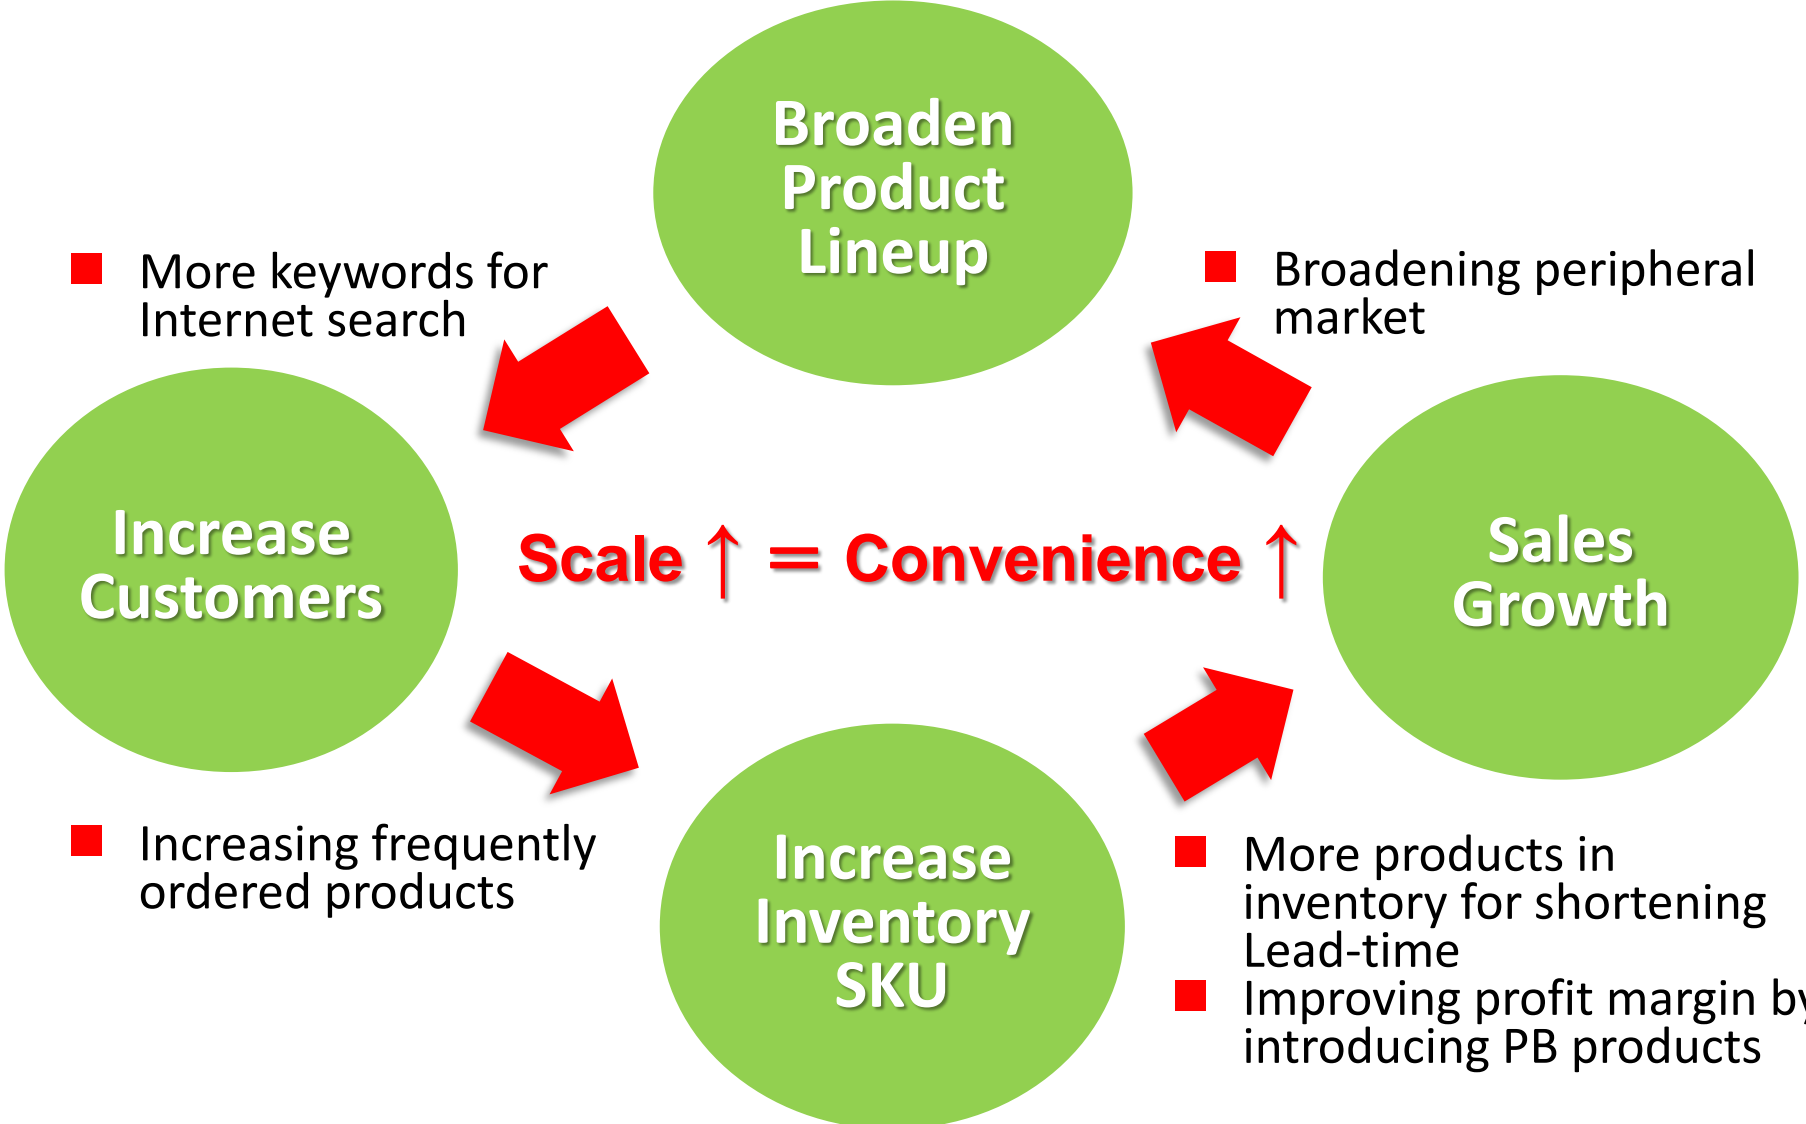 Broaden
Product
Lineup
More keywords for
Internet search
Broadening peripheral
market
Increase
Customers
Scale ↑ = Convenience ↑
Sales
Growth
Increasing frequently
ordered products
Increase
Inventory
SKU
More products in
inventory for shortening
Lead-time
Improving profit margin by
introducing PB products